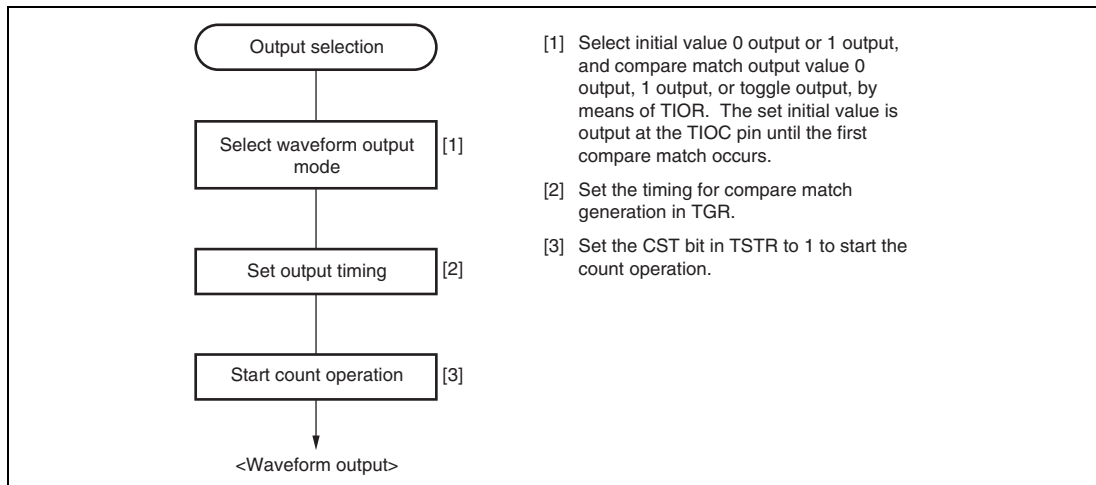 Output selection
Select waveform output
mode
[1]
Set output timing
[2]
Start count operation
[3]
<Waveform output>
[1] Select initial value 0 output or 1 output,
and compare match output value 0
output, 1 output, or toggle output, by
means of TIOR. The set initial value is
output at the TIOC pin until the first
compare match occurs.
[2] Set the timing for compare match
generation in TGR.
[3] Set the CST bit in TSTR to 1 to start the
count operation.